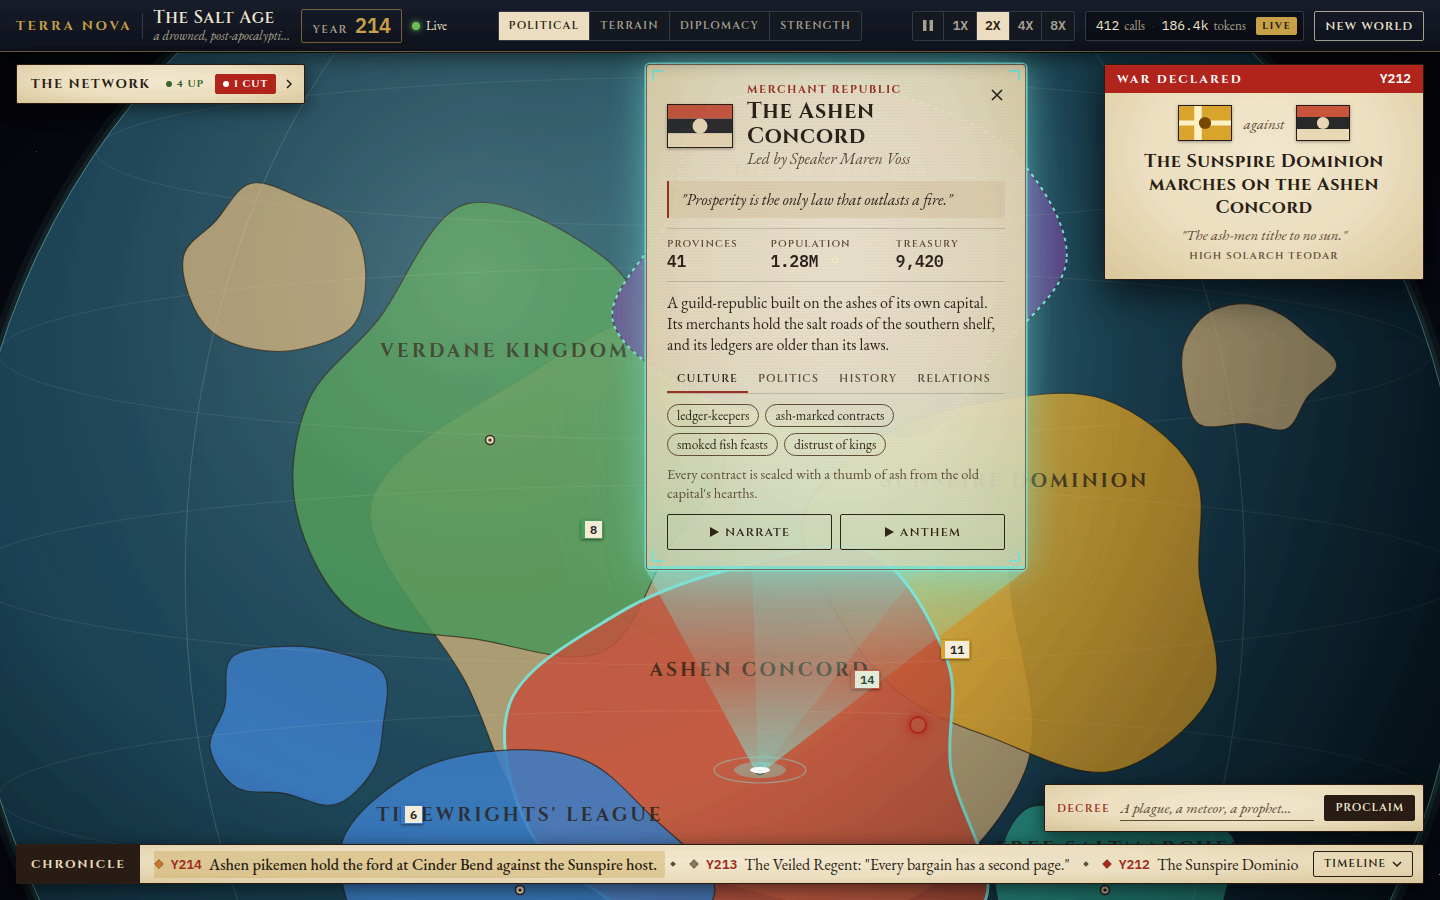 TERRA NOVA
THE SALT AGE
a drowned, post-apocalypti...
YEAR 214
Live
POLITICAL
TERRAIN
DIPLOMACY
STRENGTH
1X
2X
4X
8X
412 calls · 186.4k tokens
LIVE
NEW WORLD
THE NETWORK
4 UP
1 CUT
MERCHANT REPUBLIC
THE ASHEN
CONCORD
Led by Speaker Maren Voss
"Prosperity is the only law that outlasts a fire."
PROVINCES
41
POPULATION
1.28M
TREASURY
9,420
A guild-republic built on the ashes of its own capital.
Its merchants hold the salt roads of the southern shelf,
and its ledgers are older than its laws.
CULTURE
POLITICS
HISTORY
RELATIONS
ledger-keepers
ash-marked contracts
smoked fish feasts
distrust of kings
Every contract is sealed with a thumb of ash from the old
capital's hearths.
NARRATE
ANTHEM
WAR DECLARED
Y212
against
THE SUNSPIRE DOMINION
MARCHES ON THE ASHEN
CONCORD
"The ash-men tithe to no sun."
HIGH SOLARCH TEODAR
VERDANE KINGDOM
DOMINION
8
11
ASHEN CONCORD
14
6
EWRIGHTS' LEAGUE
DECREE
A plague, a meteor, a prophet...
PROCLAIM
CHRONICLE
Y214 Ashen pikemen hold the ford at Cinder Bend against the Sunspire host.
Y213 The Veiled Regent: "Every bargain has a second page."
Y212 The Sunspire Dominio
TIMELINE